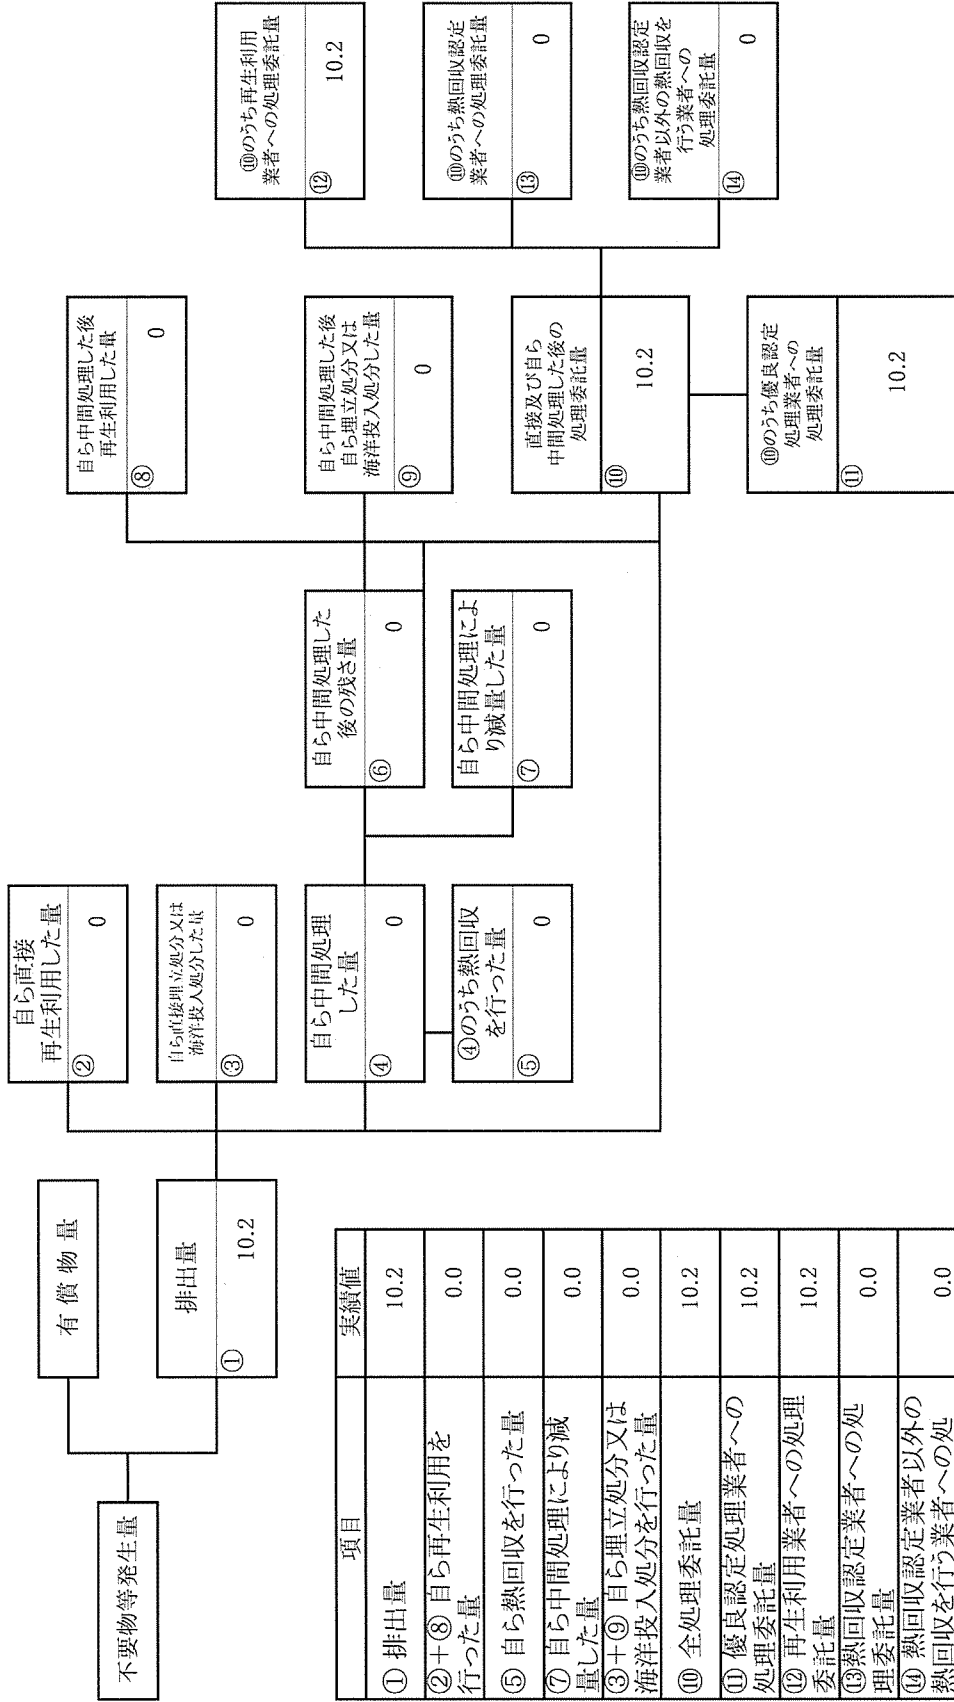 不要物等発生量
有償物量
排出量
① 10.2
自ら直接
再生利用した量
② 0
自ら直接埋立処分又は
海洋投入処分した量
③ 0
自ら中間処理
した量
④ 0
④のうち熱回収
を行った量
⑤ 0
自ら中間処理した
後の残さ量
⑥ 0
自ら中間処理によ
り減量した量
⑦ 0
自ら中間処理した後
再生利用した量
⑧ 0
自ら中間処理した後
自ら埋立処分又は
海洋投入処分した量
⑨ 0
直接及び自ら
中間処理した後の
処理委託量
⑩ 10.2
⑩のうち優良認定
処理業者への
処理委託量
⑪ 10.2
⑩のうち再生利用
業者への処理委託量
⑫ 10.2
⑩のうち熱回収認定
業者への処理委託量
⑬ 0
⑩のうち熱回収認定
業者以外の熱回収を
行う業者への
処理委託量
⑭ 0
項目 実績値
① 排出量 10.2
②+⑧ 自ら再生利用を
行った量 0.0
⑤ 自ら熱回収を行った量 0.0
⑦ 自ら中間処理により減
量した量 0.0
③+⑨ 自ら埋立処分又は
海洋投入処分を行った量 0.0
⑩ 全処理委託量 10.2
⑪ 優良認定処理業者への
処理委託量 10.2
⑫ 再生利用業者への処理
委託量 10.2
⑬熱回収認定業者への処
理委託量 0.0
⑭ 熱回収認定業者以外の
熱回収を行う業者への処 0.0